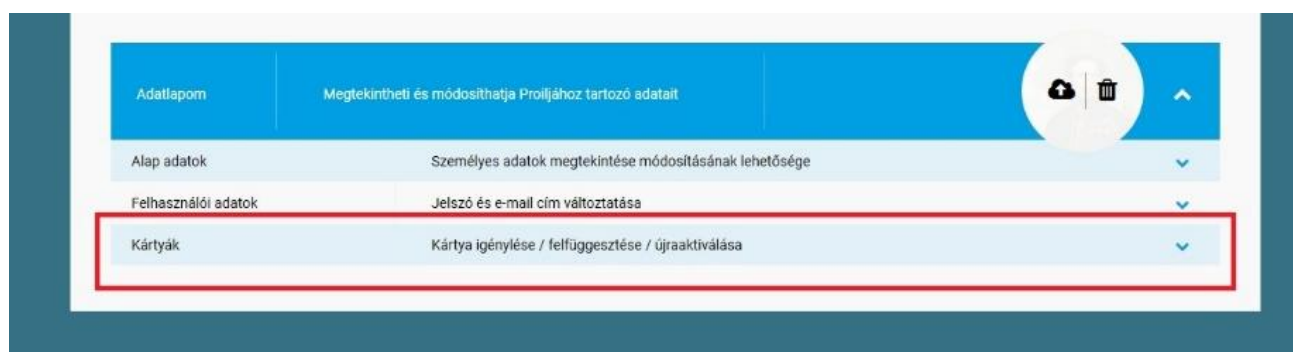 Adatlapom Megtekintheti és módosíthatja Proiljához tartozó adatait
Alap adatok Személyes adatok megtekintése módosításának lehetősége
Felhasználói adatok Jelszó és e-mail cím változtatása
Kártyák Kártya igénylése / felfüggesztése / újraaktiválása